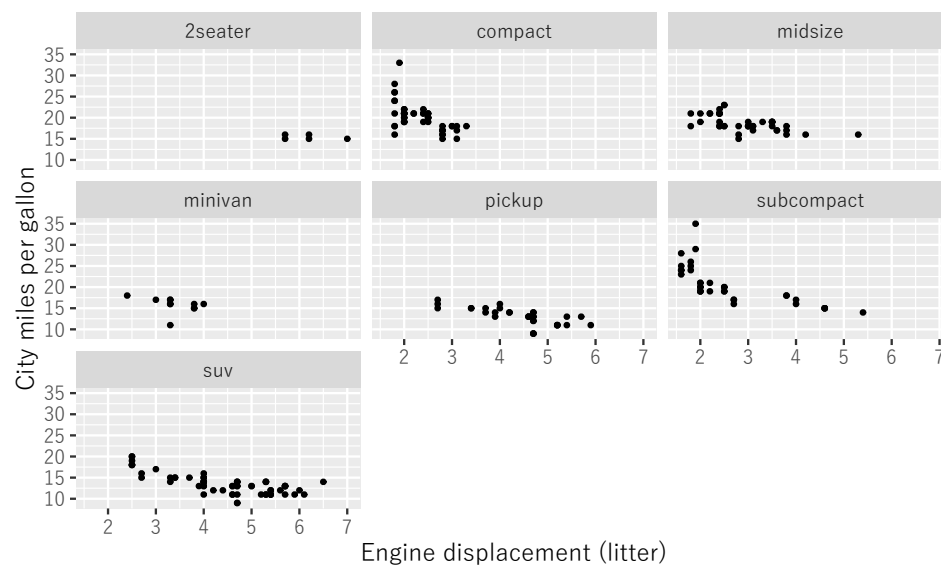 2seater
compact
midsize
35
30
25
20
15
10
minivan
pickup
subcompact
35
30
25
20
15
10
2 3 4 5 6 7
2 3 4 5 6 7
suv
35
30
25
20
15
10
2 3 4 5 6 7
City miles per gallon
Engine displacement (litter)